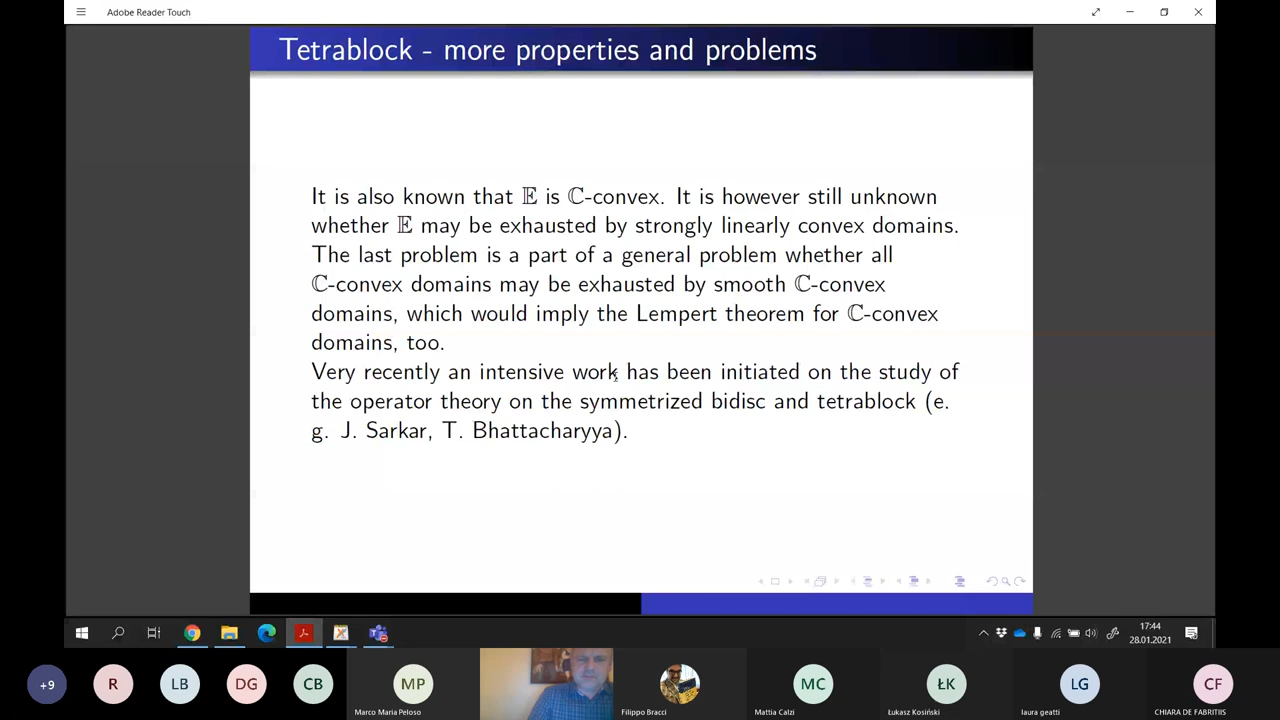 Adobe Reader Touch
Tetrablock - more properties and problems
It is also known that 𝔼 is ℂ-convex. It is however still unknown
whether 𝔼 may be exhausted by strongly linearly convex domains.
The last problem is a part of a general problem whether all
ℂ-convex domains may be exhausted by smooth ℂ-convex
domains, which would imply the Lempert theorem for ℂ-convex
domains, too.
Very recently an intensive work has been initiated on the study of
the operator theory on the symmetrized bidisc and tetrablock (e.
g. J. Sarkar, T. Bhattacharyya).
17:44
28.01.2021
+9
R
LB
DG
CB
MP
MC
ŁK
LG
CF
Marco Maria Peloso
Filippo Bracci
Mattia Calzi
Łukasz Kosiński
laura geatti
CHIARA DE FABRITIIS